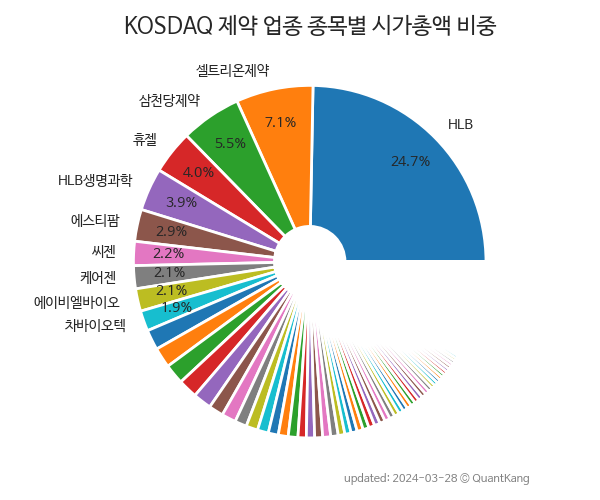 KOSDAQ 제약 업종 종목별 시가총액 비중
셀트리온제약
삼천당제약
휴젤
HLB
HLB생명과학
에스티팜
씨젠
케어젠
에이비엘바이오
차바이오텍
7.1%
5.5%
24.7%
4.0%
3.9%
2.9%
2.2%
2.1%
2.1%
1.9%
updated: 2024-03-28 © QuantKang